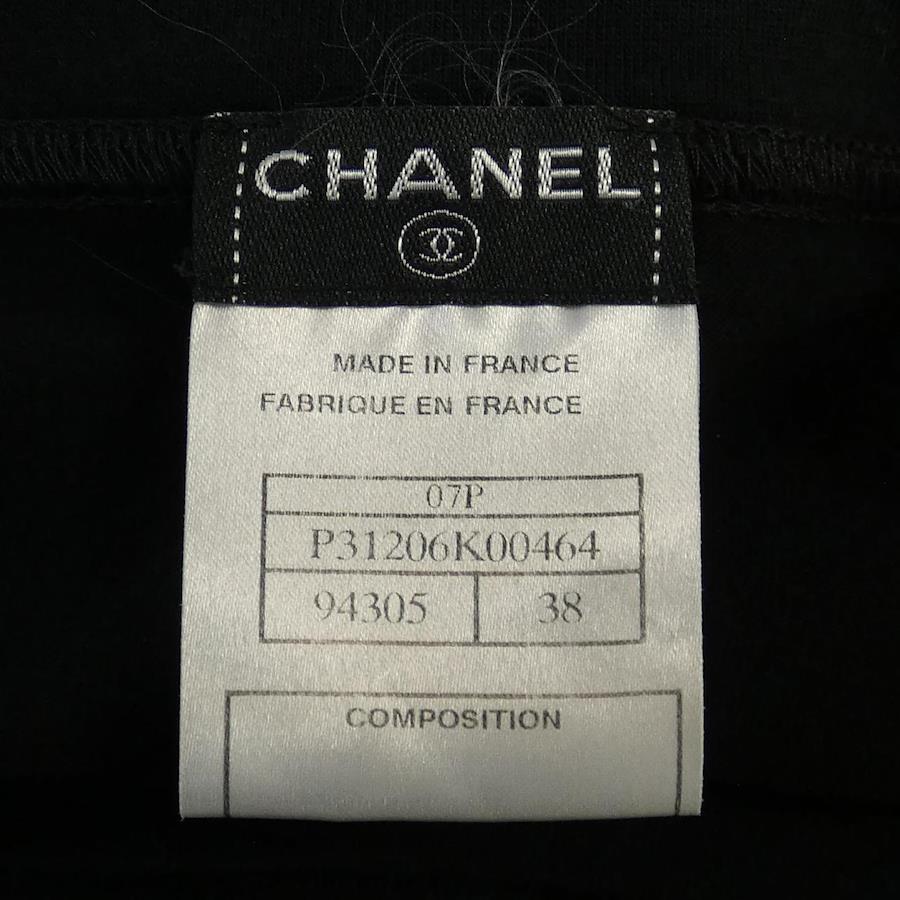 CHANEL
MADE IN FRANCE
FABRIQUE EN FRANCE
07P
P31206K00464
94305 38
COMPOSITION